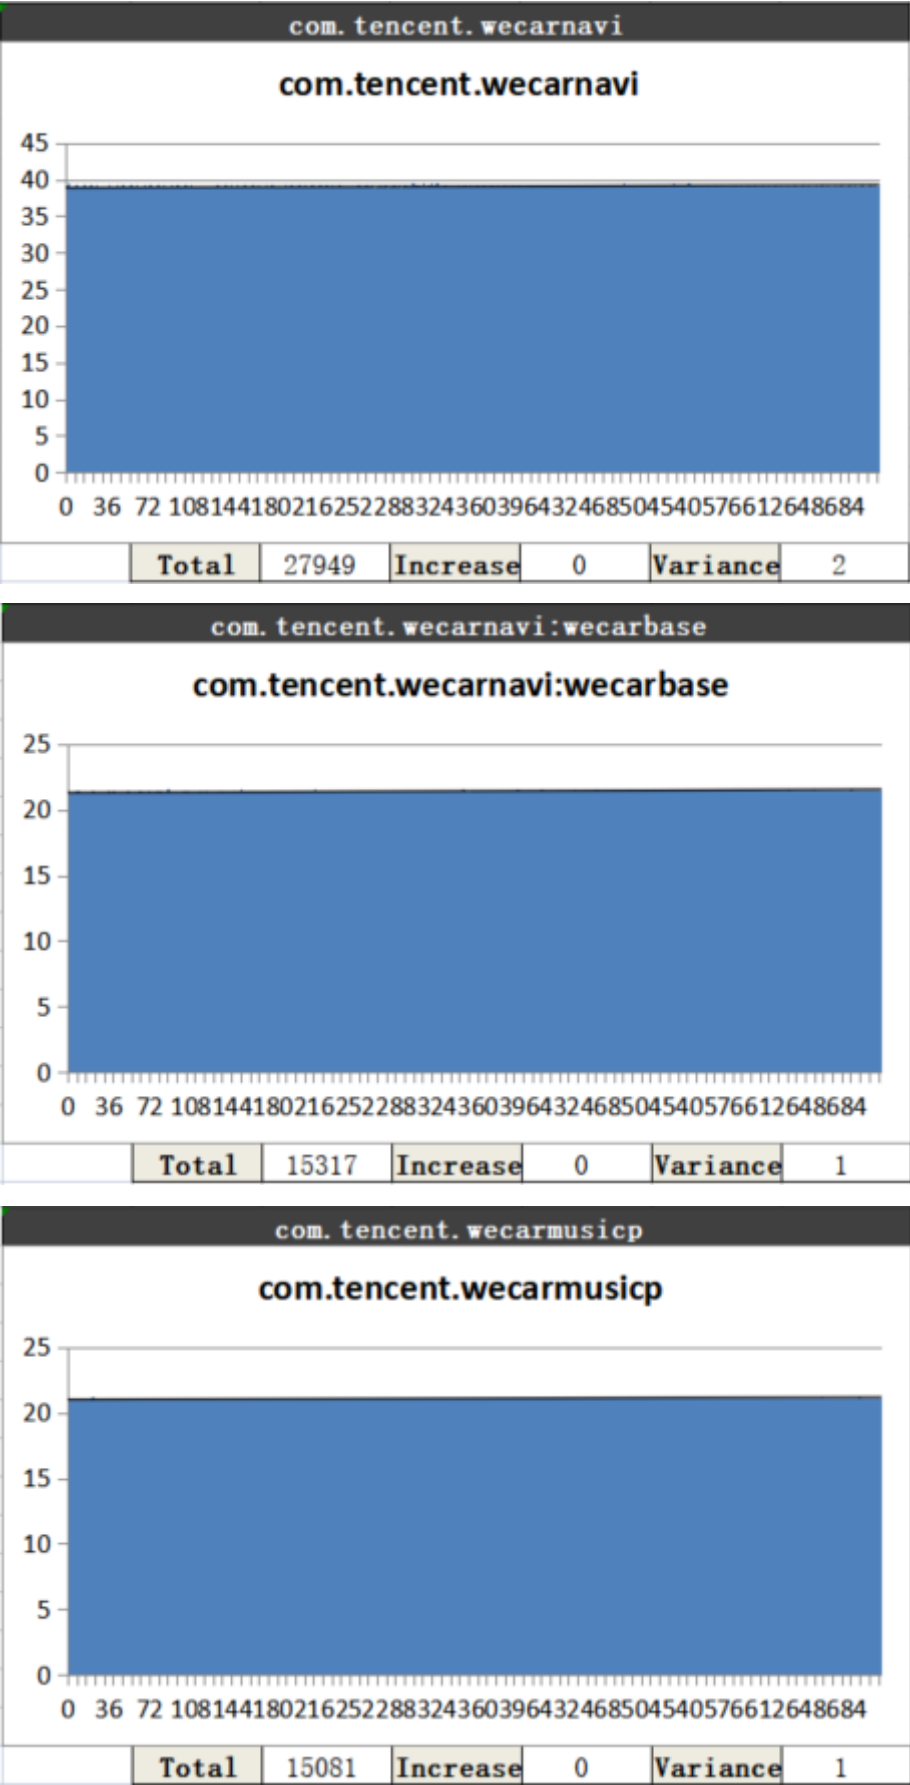 com.tencent.wecarnavi
com.tencent.wecarnavi
45
40
35
30
25
20
15
10
5
0
0 36 72 108144180216252288324360396432468504540576612648684
Total 27949 Increase 0 Variance 2
com.tencent.wecarnavi:wecarbase
com.tencent.wecarnavi:wecarbase
25
20
15
10
5
0
0 36 72 108144180216252288324360396432468504540576612648684
Total 15317 Increase 0 Variance 1
com.tencent.wecarmusicp
com.tencent.wecarmusicp
25
20
15
10
5
0
0 36 72 108144180216252288324360396432468504540576612648684
Total 15081 Increase 0 Variance 1